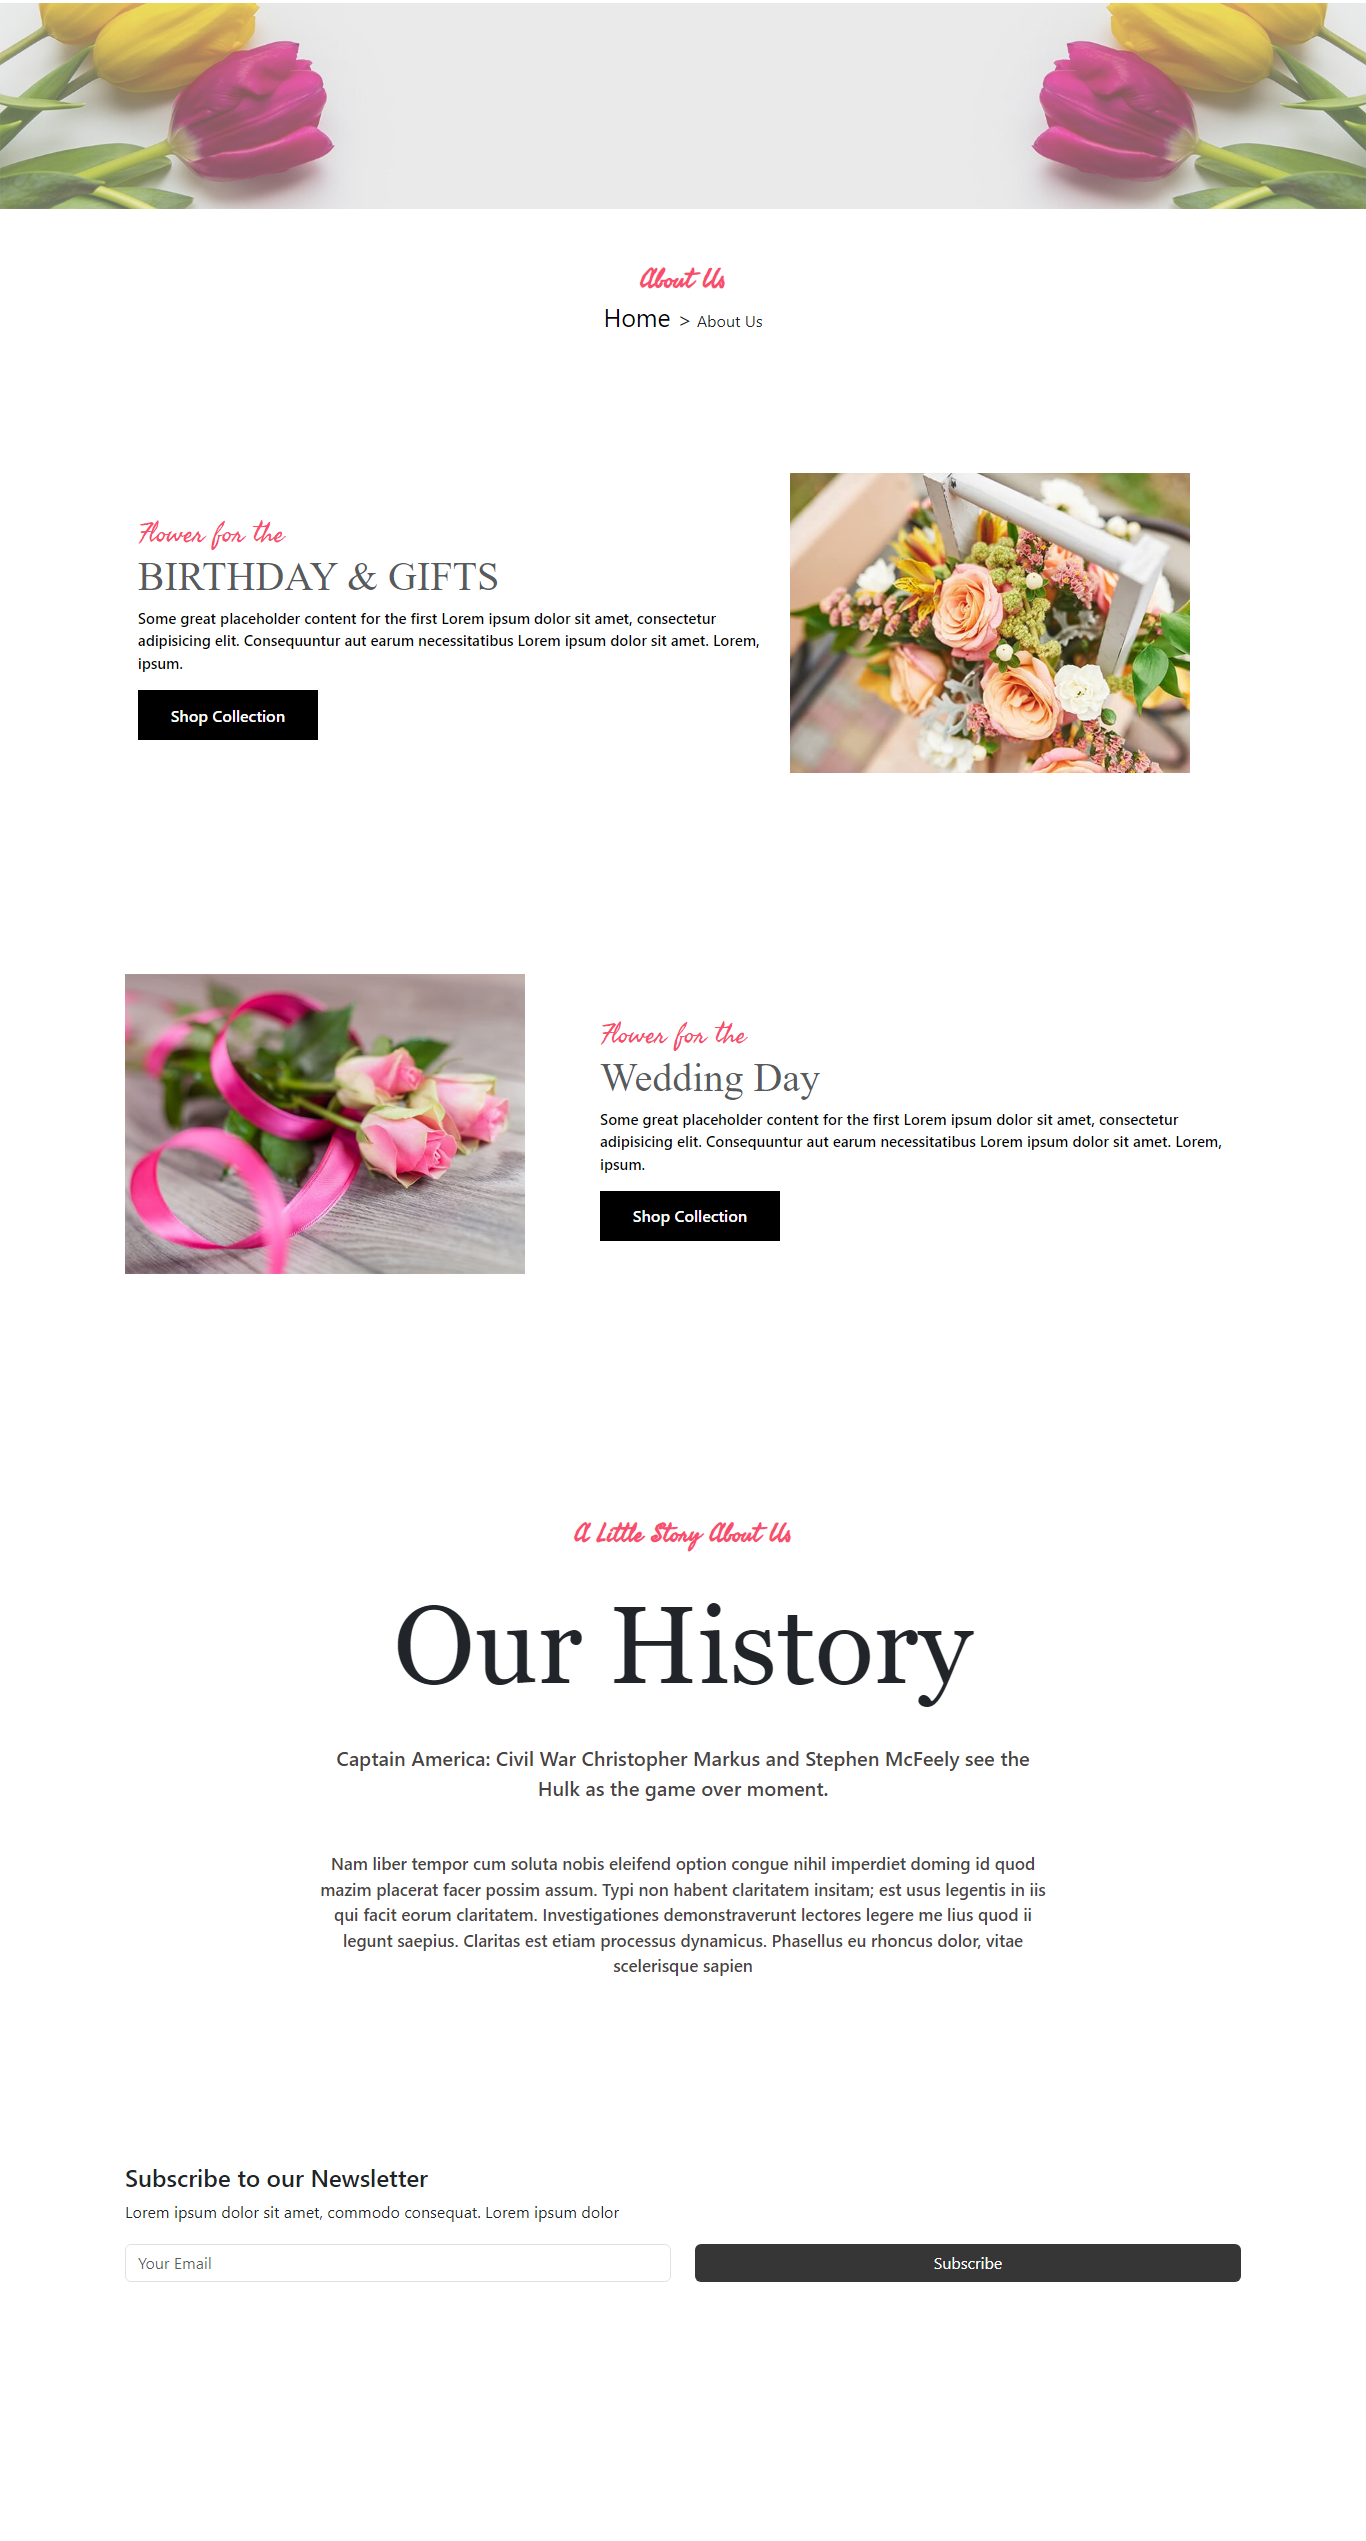 About Us
Home > About Us
Flower for the
BIRTHDAY & GIFTS
Some great placeholder content for the first Lorem ipsum dolor sit amet, consectetur
adipisicing elit. Consequuntur aut earum necessitatibus Lorem ipsum dolor sit amet. Lorem,
ipsum.
Shop Collection
Flower for the
Wedding Day
Some great placeholder content for the first Lorem ipsum dolor sit amet, consectetur
adipisicing elit. Consequuntur aut earum necessitatibus Lorem ipsum dolor sit amet. Lorem,
ipsum.
Shop Collection
A Little Story About Us
Our History
Captain America: Civil War Christopher Markus and Stephen McFeely see the
Hulk as the game over moment.
Nam liber tempor cum soluta nobis eleifend option congue nihil imperdiet doming id quod
mazim placerat facer possim assum. Typi non habent claritatem insitam; est usus legentis in iis
qui facit eorum claritatem. Investigationes demonstraverunt lectores legere me lius quod ii
legunt saepius. Claritas est etiam processus dynamicus. Phasellus eu rhoncus dolor, vitae
scelerisque sapien
Subscribe to our Newsletter
Lorem ipsum dolor sit amet, commodo consequat. Lorem ipsum dolor
Your Email
Subscribe